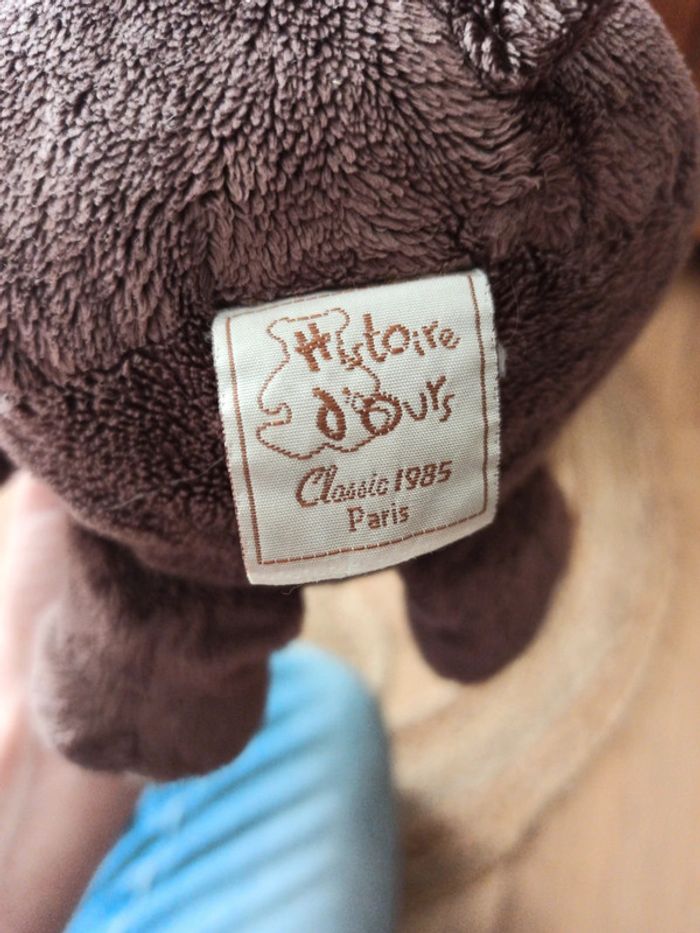 Histoire
d'Ours
Classic 1985
Paris